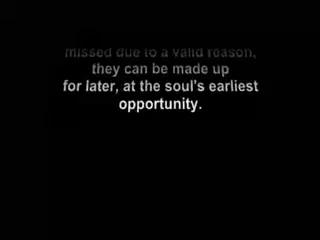 missed due to a valid reason,
they can be made up
for later, at the soul's earliest
opportunity.